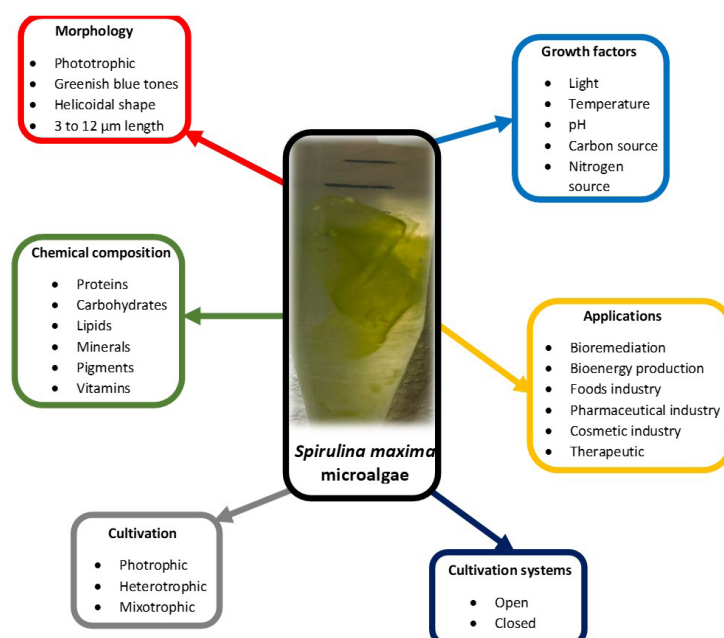 Morphology
• Phototrophic
• Greenish blue tones
• Helicoidal shape
• 3 to 12 µm length
Growth factors
• Light
• Temperature
• pH
• Carbon source
• Nitrogen
source
Chemical composition
• Proteins
• Carbohydrates
• Lipids
• Minerals
• Pigments
• Vitamins
Applications
• Bioremediation
• Bioenergy production
• Foods industry
• Pharmaceutical industry
• Cosmetic industry
• Therapeutic
Spirulina maxima
microalgae
Cultivation
• Photrophic
• Heterotrophic
• Mixotrophic
Cultivation systems
• Open
• Closed